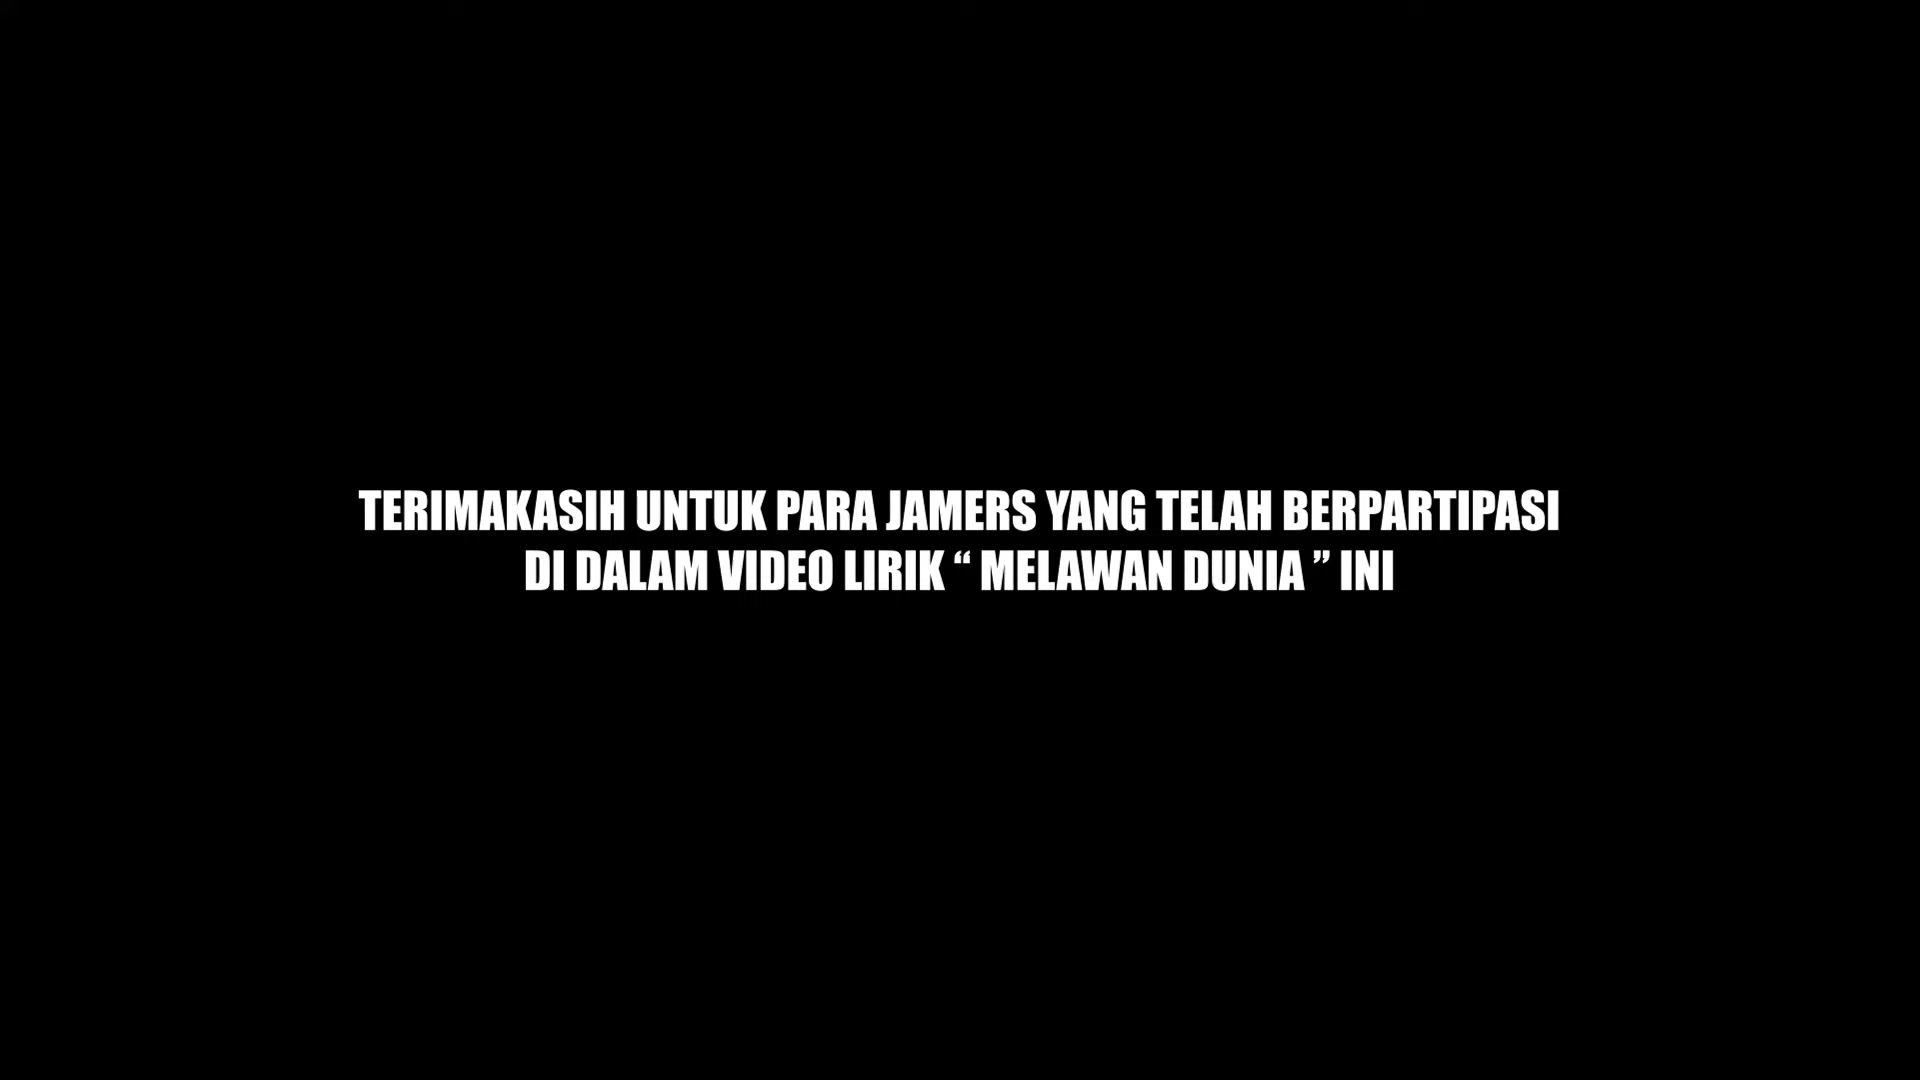 TERIMAKASIH UNTUK PARA JAMERS YANG TELAH BERPARTIPASI
DI DALAM VIDEO LIRIK “ MELAWAN DUNIA ” INI